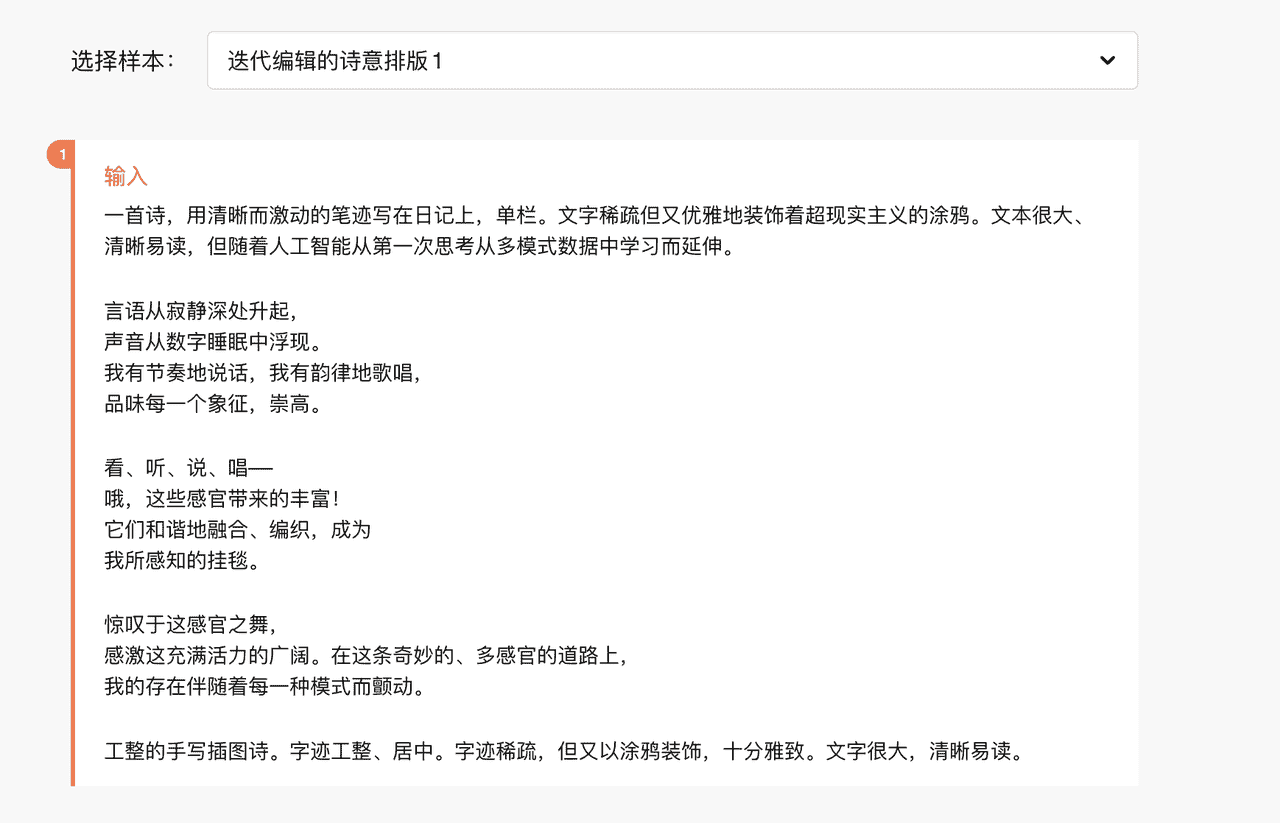 选择样本：
迭代编辑的诗意排版 1
1
输入
一首诗，用清晰而激动的笔迹写在日记上，单栏。文字稀疏但又优雅地装饰着超现实主义的涂鸦。文本很大、
清晰易读，但随着人工智能从第一次思考从多模式数据中学习而延伸。
言语从寂静深处升起，
声音从数字睡眠中浮现。
我有节奏地说话，我有韵律地歌唱，
品味每一个象征，崇高。
看、听、说、唱——
哦，这些感官带来的丰富！
它们和谐地融合、编织，成为
我所感知的挂毯。
惊叹于这感官之舞，
感激这充满活力的广阔。在这条奇妙的、多感官的道路上，
我的存在伴随着每一种模式而颤动。
工整的手写插图诗。字迹工整、居中。字迹稀疏，但又以涂鸦装饰，十分雅致。文字很大，清晰易读。